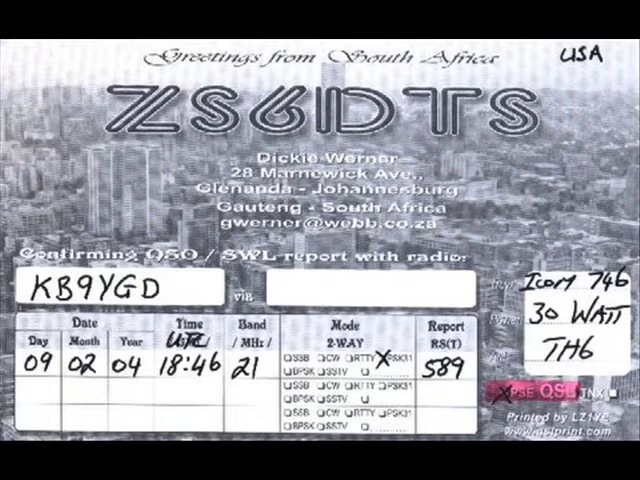 Greetings from South Africa
USA
ZS6DTS
Dickie Werner
28 Marnewick Ave.,
Glenanda - Johannesburg
Gauteng - South Africa
gwerner@webb.co.za
Confirming QSO / SWL report with radio:
KB9YGD
via
Icom 746
30 WATT
TH6
Date Time Band Mode Report
UTC
Day Month Year / MHz / 2-WAY RS(T)
09 02 04 18:46 21 589
SSB CW RTTY X PSK31
BPSK SSTV
SSB CW RTTY PSK31
BPSK SSTV
SSB CW RTTY PSK31
BPSK SSTV
X PSE QSL TNX
Printed by LZ1YE
www.qslprint.com